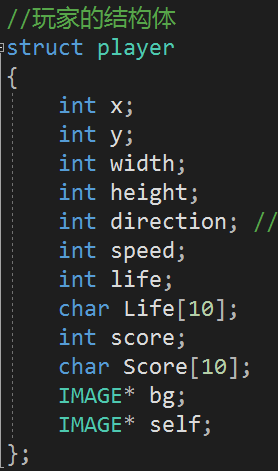 //玩家的结构体
struct player
{
    int x;
    int y;
    int width;
    int height;
    int direction; //
    int speed;
    int life;
    char Life[10];
    int score;
    char Score[10];
    IMAGE* bg;
    IMAGE* self;
};